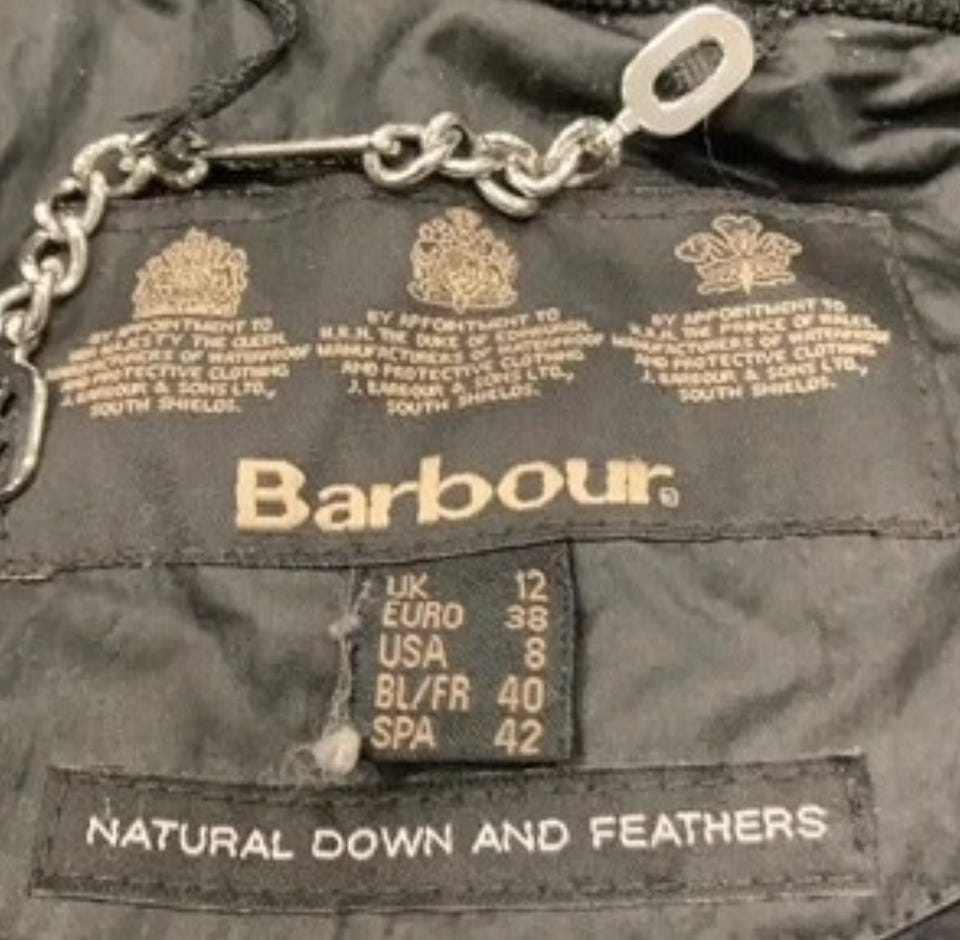 BY APPOINTMENT TO
HER MAJESTY THE QUEEN
MANUFACTURERS OF WATERPROOF
AND PROTECTIVE CLOTHING
J. BARBOUR & SONS LTD.,
SOUTH SHIELDS.
BY APPOINTMENT TO
H.R.H. THE DUKE OF EDINBURGH
MANUFACTURERS OF WATERPROOF
AND PROTECTIVE CLOTHING
J. BARBOUR & SONS LTD.,
SOUTH SHIELDS.
BY APPOINTMENT TO
H.R.H. THE PRINCE OF WALES
MANUFACTURERS OF WATERPROOF
AND PROTECTIVE CLOTHING
J. BARBOUR & SONS LTD.,
SOUTH SHIELDS.
Barbour®
UK 12
EURO 38
USA 8
BL/FR 40
SPA 42
NATURAL DOWN AND FEATHERS